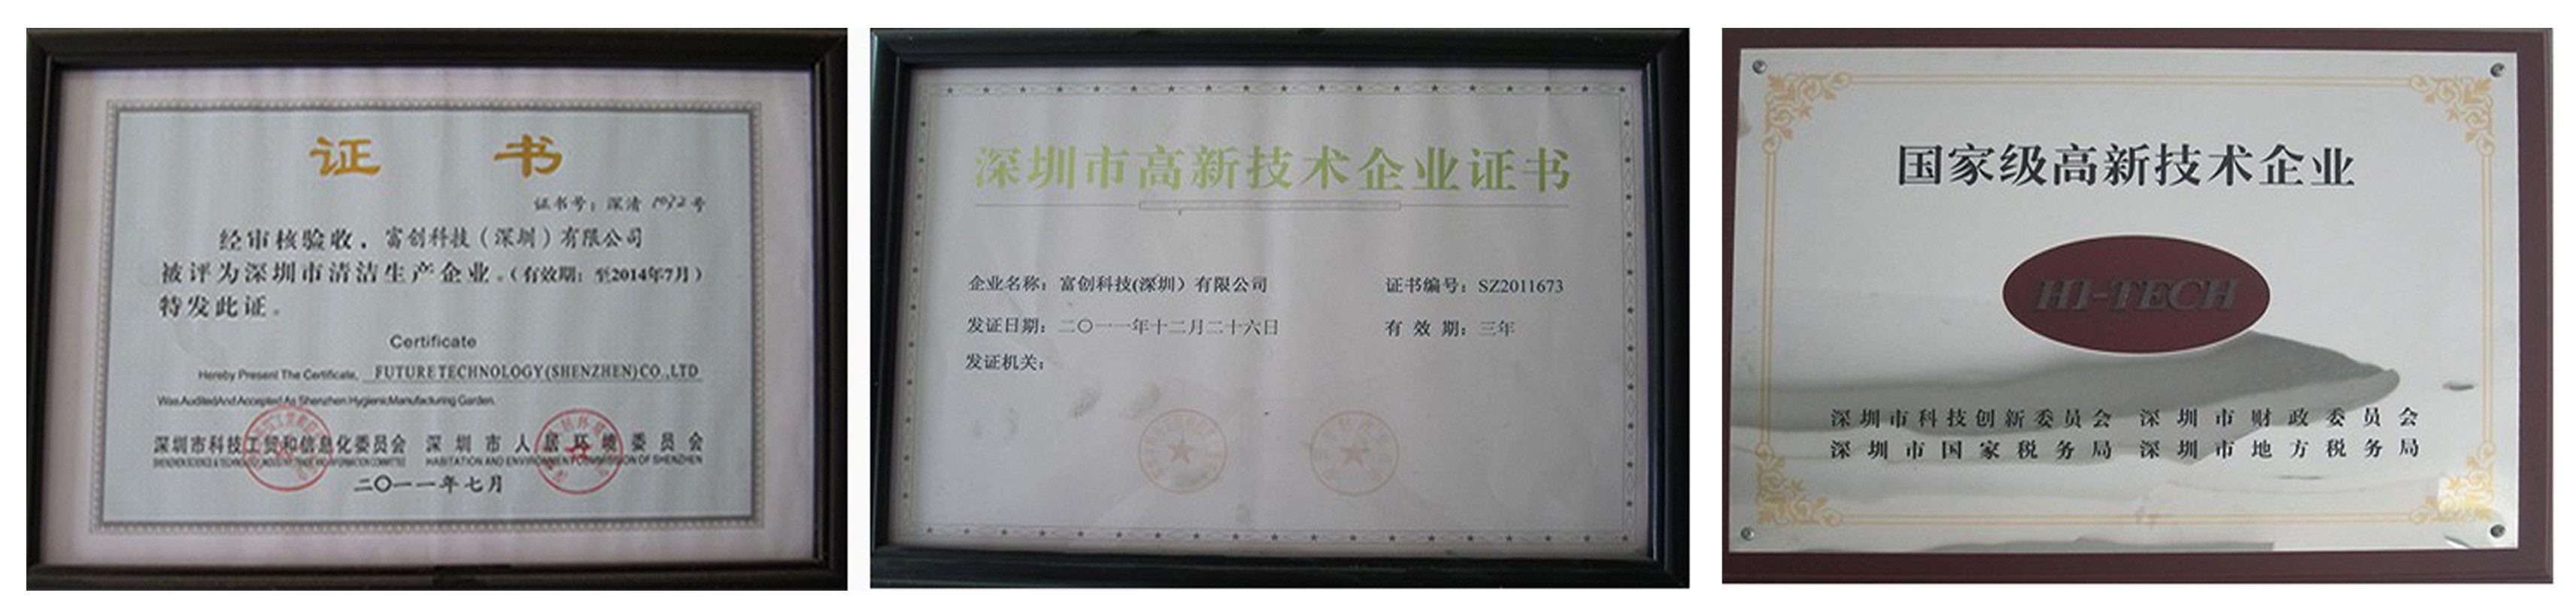 证 书
证书号：深清 号
经审核验收，富创科技（深圳）有限公司
被评为深圳市清洁生产企业。（有效期：至2014年7月）
特发此证。
Certificate
Hereby Present The Certificate, FUTURE TECHNOLOGY(SHENZHEN)CO.,LTD
Was Audited And Accepted As Shenzhen Hygienic Manufacturing Garden.
深圳市科技工贸和信息化委员会 深圳市人居环境委员会
HABITATION AND ENVIRONMENT COMMISSION OF SHENZHEN
二〇一一年七月
深圳市高新技术企业证书
企业名称：富创科技(深圳）有限公司 证书编号：SZ2011673
发证日期：二〇一一年十二月二十六日 有 效 期：三年
发证机关：
国家级高新技术企业
HI-TECH
深圳市科技创新委员会 深圳市财政委员会
深圳市国家税务局 深圳市地方税务局